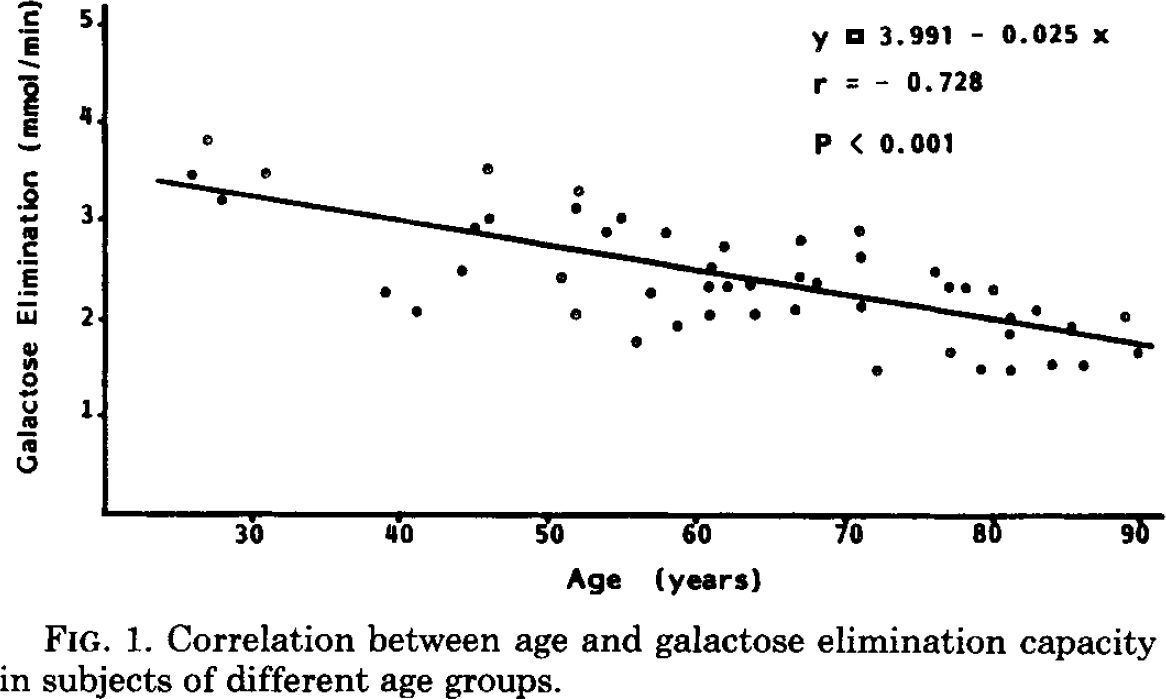 Galactose Elimination (mmol/min)
5
4
3
2
1
y = 3.991 - 0.025 x
r = - 0.728
P < 0.001
30 40 50 60 70 80 90
Age (years)
FIG. 1. Correlation between age and galactose elimination capacity
in subjects of different age groups.